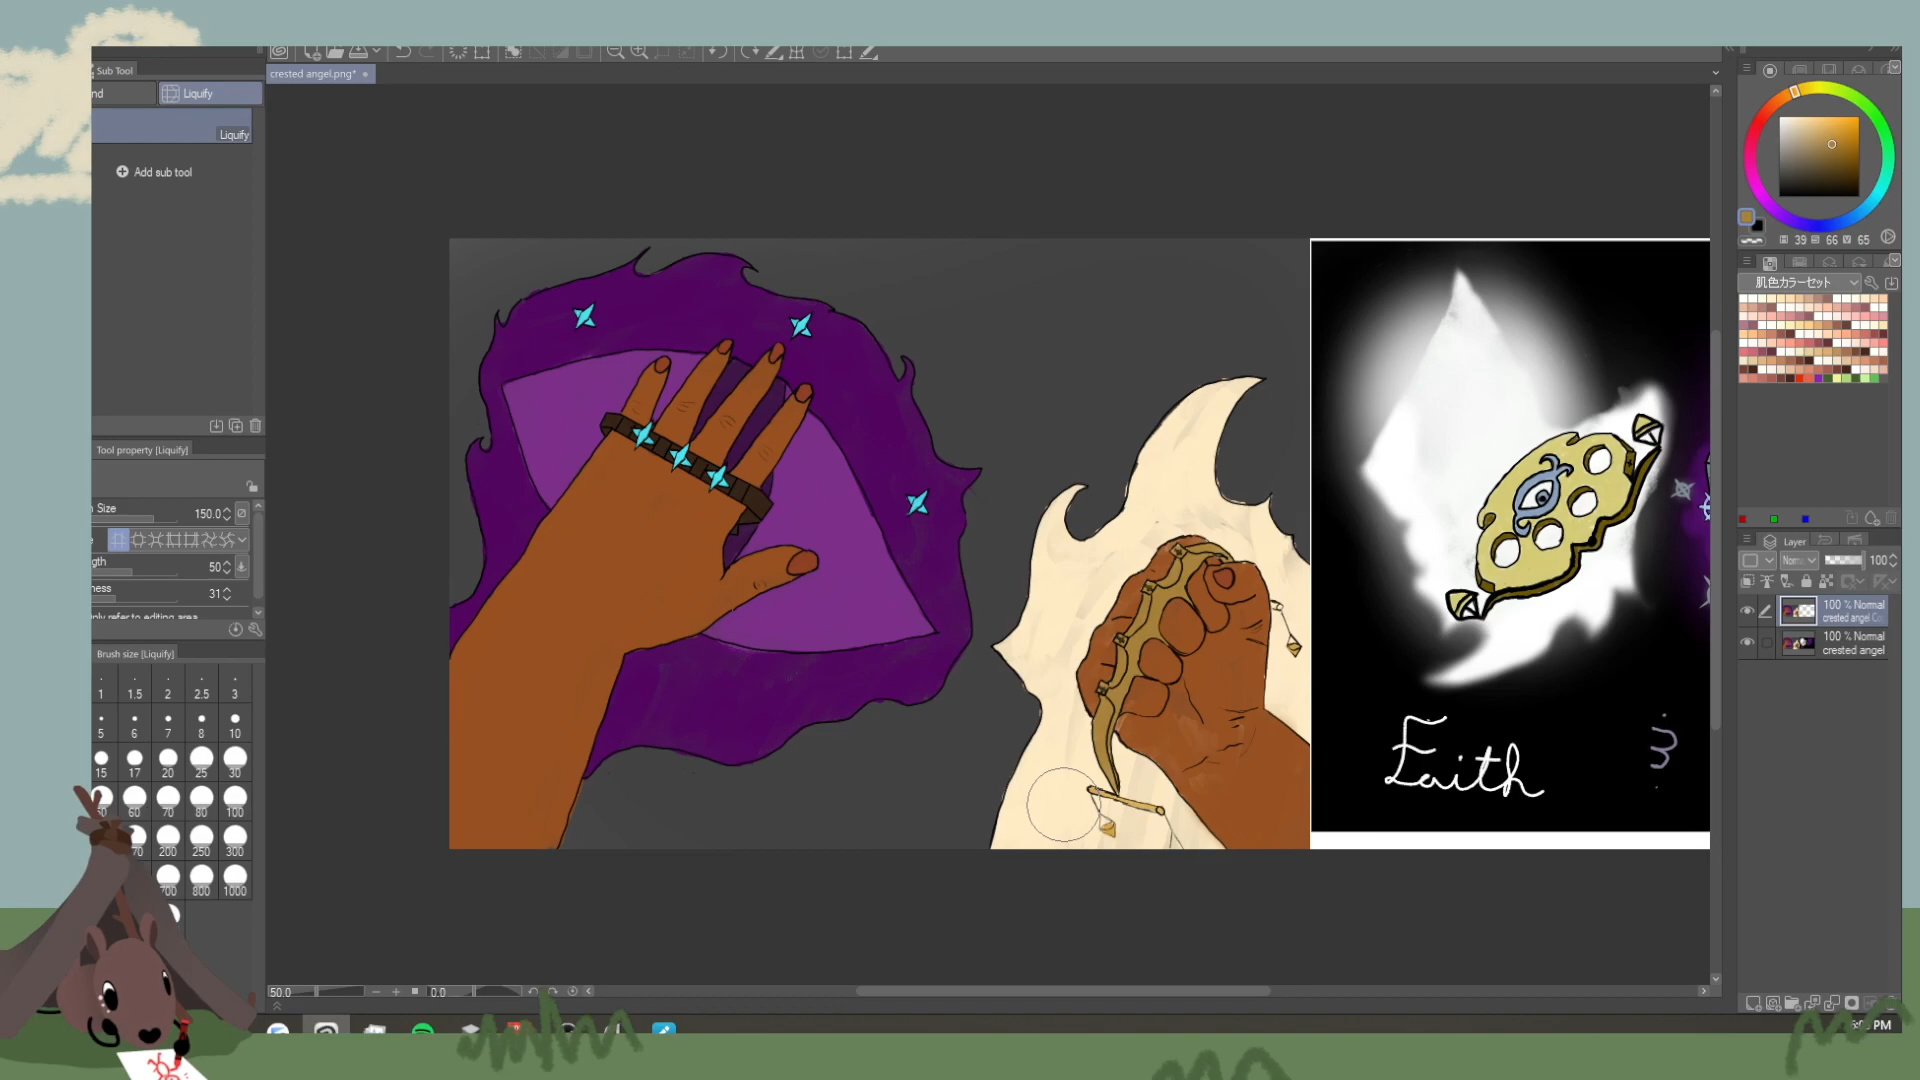 crested angel.png*
Sub Tool
nd
Liquify
Liquify
Add sub tool
Tool property [Liquify]
Size
150.0
50
31
ness
Brush size [Liquify]
1 1.5 2 2.5 3
5 6 7 8 10
15 17 20 25 30
60 70 80 100
200 250 300
700 800 1000
39 66 65
肌色カラーセット
Layer
100
100 % Normal
100 % Normal
crested angel
Faith
50.0
0.0
PM